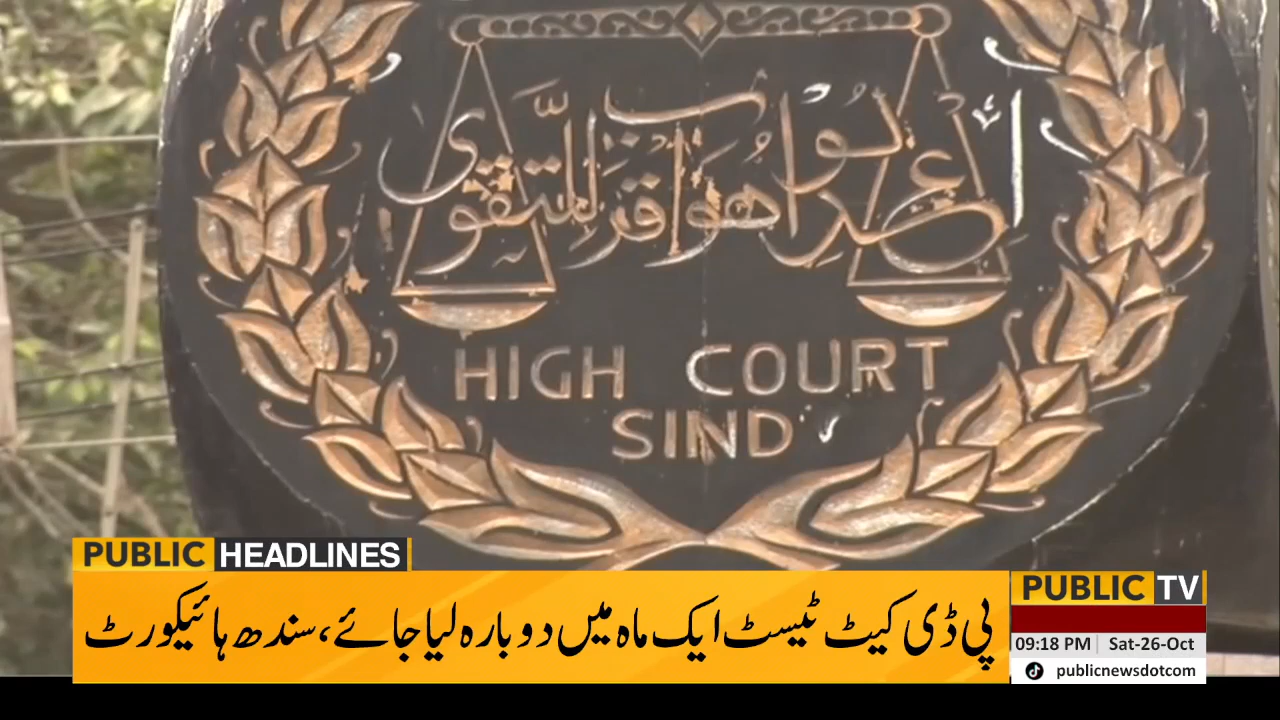 اعدلوا هو اقرب للتقوى
HIGH COURT
SIND
PUBLIC HEADLINES
پی ڈی کیٹ ٹیسٹ ایک ماہ میں دوبارہ لیا جائے، سندھ ہائیکورٹ
PUBLIC TV
09:18 PM Sat-26-Oct
publicnewsdotcom